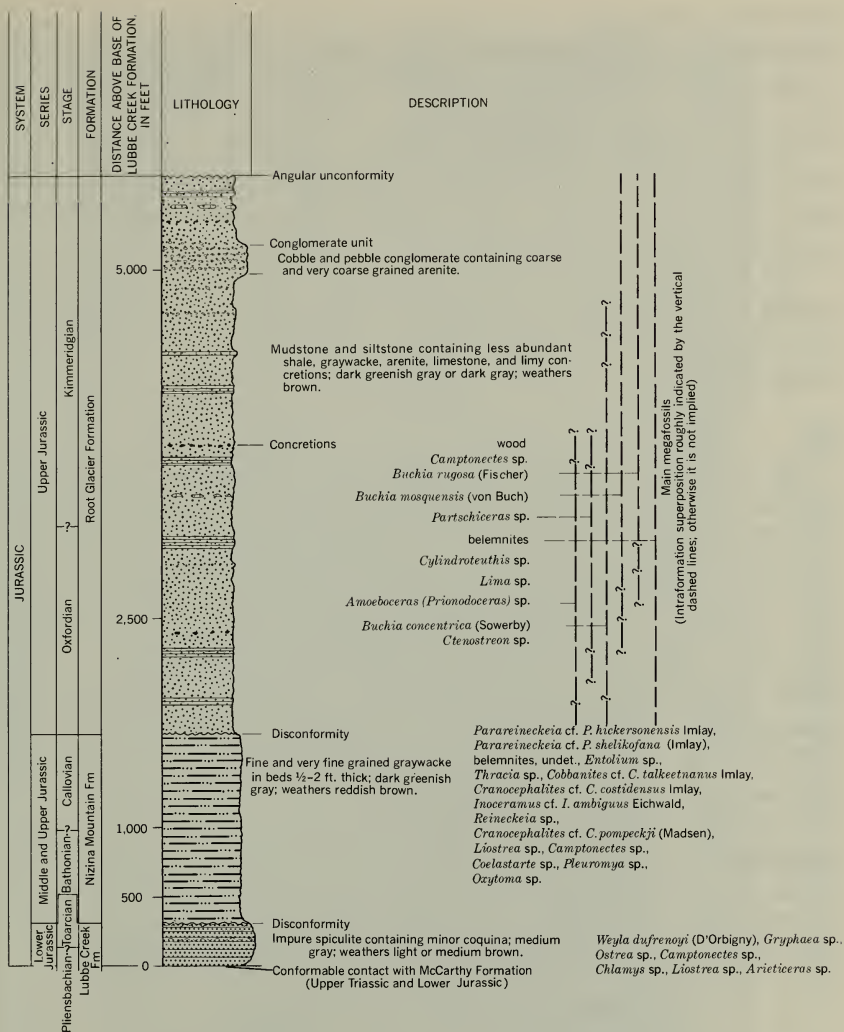 SYSTEM
SERIES
STAGE
FORMATION
DISTANCE ABOVE BASE OF
LUBBE CREEK FORMATION,
IN FEET
LITHOLOGY
DESCRIPTION
JURASSIC
Upper Jurassic
Middle and Upper Jurassic
Lower
Jurassic
Kimmeridgian
—?—
Oxfordian
Callovian
Bathonian-?
Toarcian
Pliensbachian-?
Root Glacier Formation
Nizina Mountain Fm
Lubbe Creek
Fm
5,000
2,500
1,000
500
0
Angular unconformity
Conglomerate unit
Cobble and pebble conglomerate containing coarse
and very coarse grained arenite.
Mudstone and siltstone containing less abundant
shale, graywacke, arenite, limestone, and limy con-
cretions; dark greenish gray or dark gray; weathers
brown.
Concretions
wood
Camptonectes sp.
Buchia rugosa (Fischer)
Buchia mosquensis (von Buch)
Partschiceras sp.
belemnites
Cylindroteuthis sp.
Lima sp.
Amoeboceras (Prionodoceras) sp.
Buchia concentrica (Sowerby)
Ctenostreon sp.
? ? ? ? ? ? ? ? ? ? ? ?
Main megafossils
(Intraformation superposition roughly indicated by the vertical
dashed lines; otherwise it is not implied)
Disconformity
Fine and very fine grained graywacke
in beds ½–2 ft. thick; dark greenish
gray; weathers reddish brown.
Parareineckeia cf. P. hickersonensis Imlay,
Parareineckeia cf. P. shelikofana (Imlay),
belemnites, undet., Entolium sp.,
Thracia sp., Cobbanites cf. C. talkeetnanus Imlay,
Cranocephalites cf. C. costidensus Imlay,
Inoceramus cf. I. ambiguus Eichwald,
Reineckeia sp.,
Cranocephalites cf. C. pompeckji (Madsen),
Liostrea sp., Camptonectes sp.,
Coelastarte sp., Pleuromya sp.,
Oxytoma sp.
Disconformity
Impure spiculite containing minor coquina; medium
gray; weathers light or medium brown.
Conformable contact with McCarthy Formation
(Upper Triassic and Lower Jurassic)
Weyla dufrenoyi (D'Orbigny), Gryphaea sp.,
Ostrea sp., Camptonectes sp.,
Chlamys sp., Liostrea sp., Arieticeras sp.